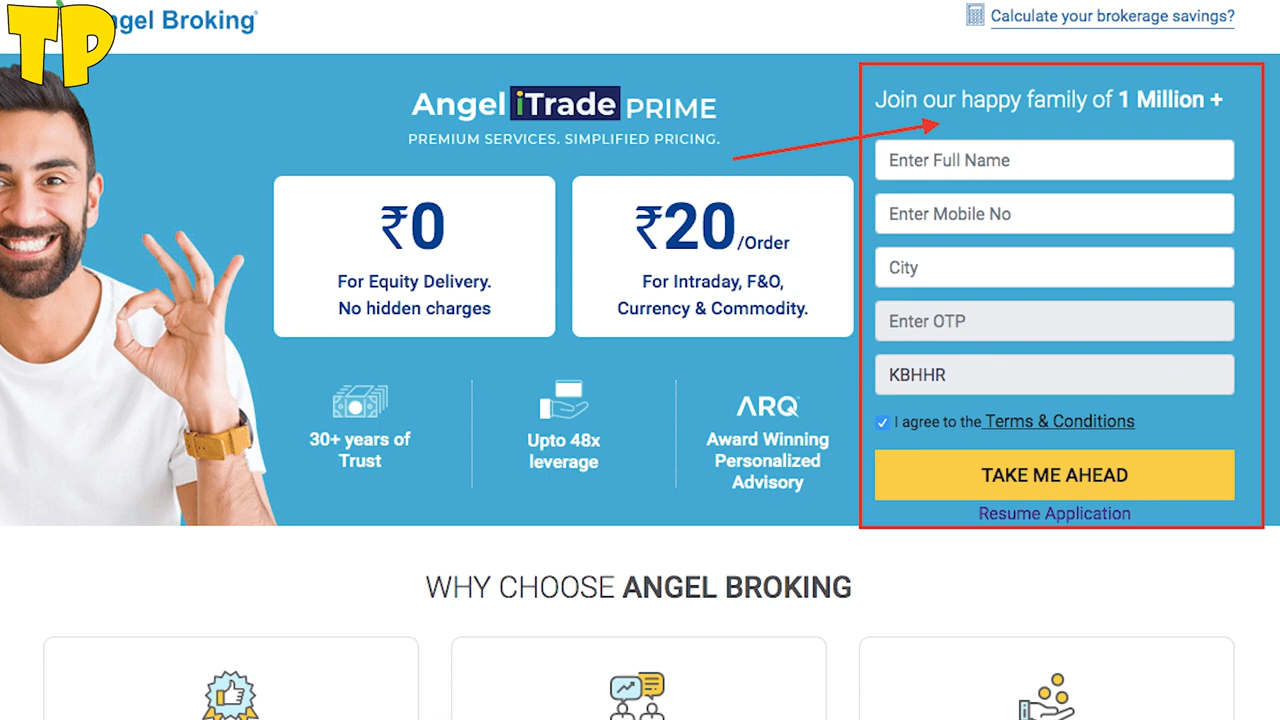 TP
ngel Broking
Calculate your brokerage savings?
Angel iTrade PRIME
PREMIUM SERVICES. SIMPLIFIED PRICING.
₹0
For Equity Delivery.
No hidden charges
₹20/Order
For Intraday, F&O,
Currency & Commodity.
30+ years of
Trust
Upto 48x
leverage
ARQ
Award Winning
Personalized
Advisory
Join our happy family of 1 Million +
Enter Full Name
Enter Mobile No
City
Enter OTP
KBHHR
I agree to the Terms & Conditions
TAKE ME AHEAD
Resume Application
WHY CHOOSE ANGEL BROKING